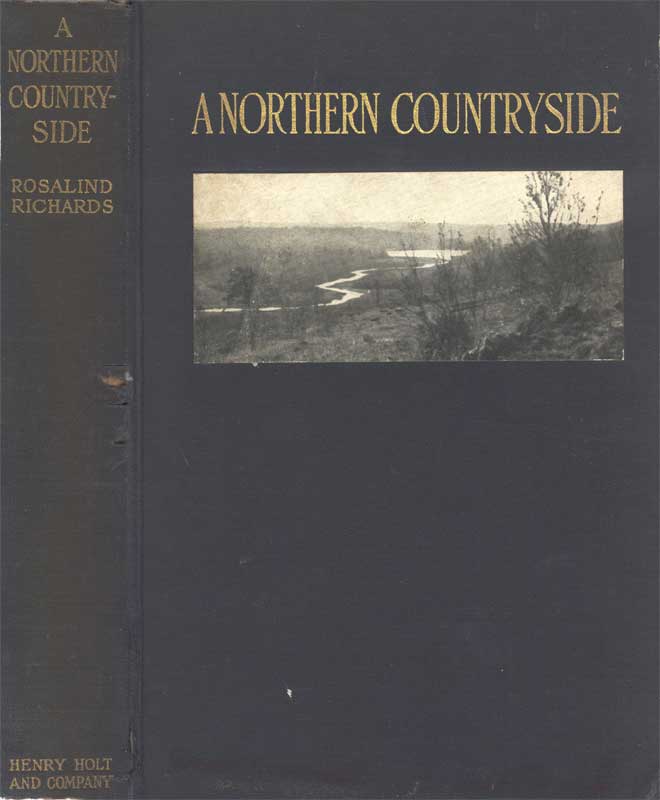 A
NORTHERN
COUNTRY-
SIDE
ROSALIND
RICHARDS
HENRY HOLT
AND COMPANY
A NORTHERN COUNTRYSIDE